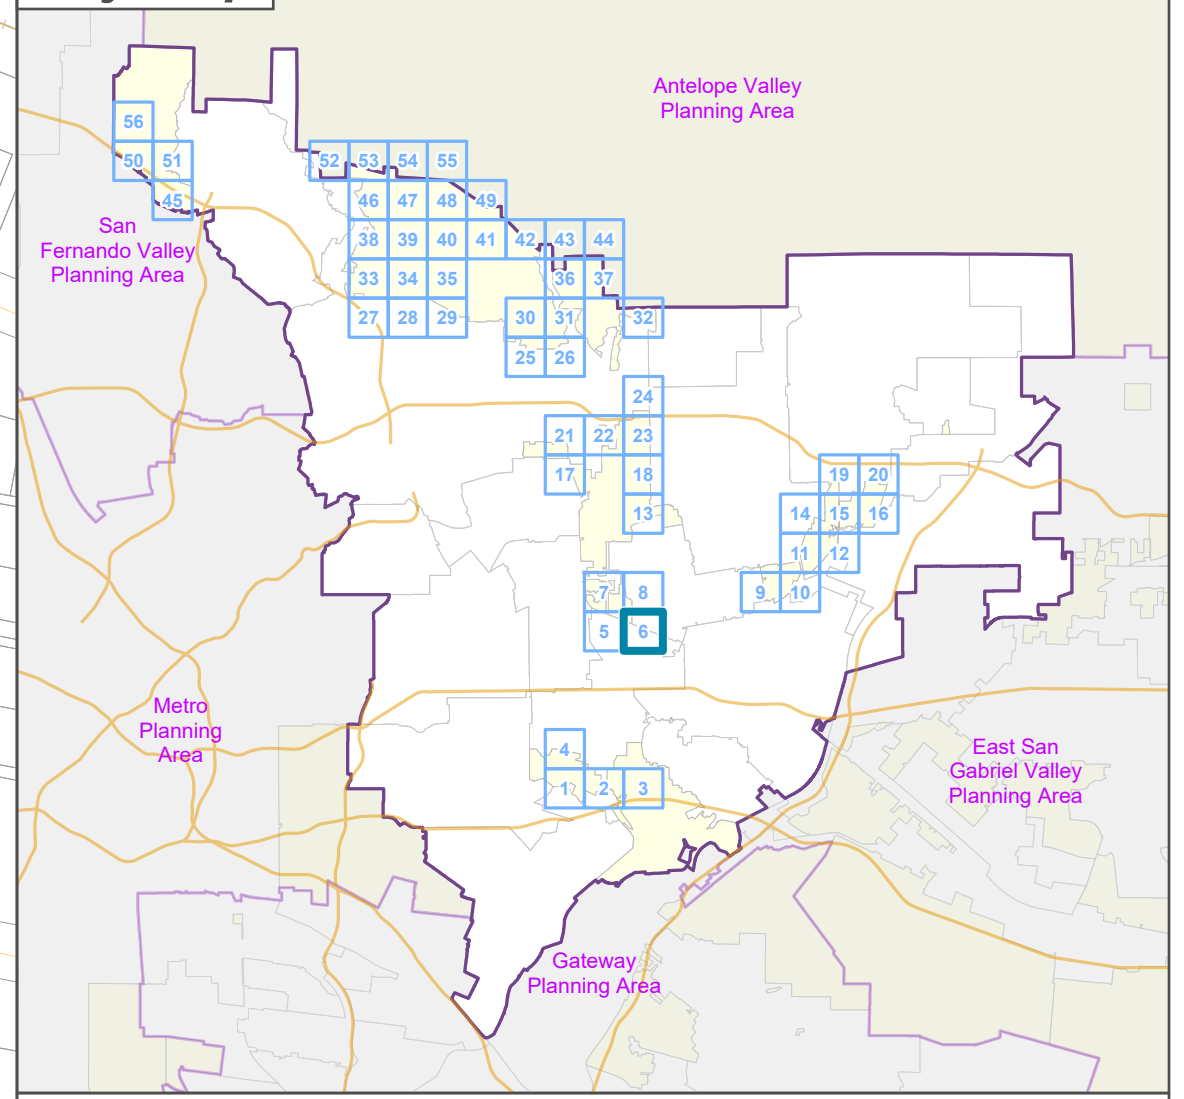 Antelope Valley
Planning Area
56
50 51
45
52 53 54 55
46 47 48 49
San
Fernando Valley
Planning Area
38 39 40 41 42 43 44
33 34 35 36 37
27 28 29 30 31 32
25 26
24
21 22 23
17 18 19 20
13 14 15 16
11 12
7 8 9 10
5 6
Metro
Planning
Area
4
East San
Gabriel Valley
Planning Area
1 2 3
Gateway
Planning Area